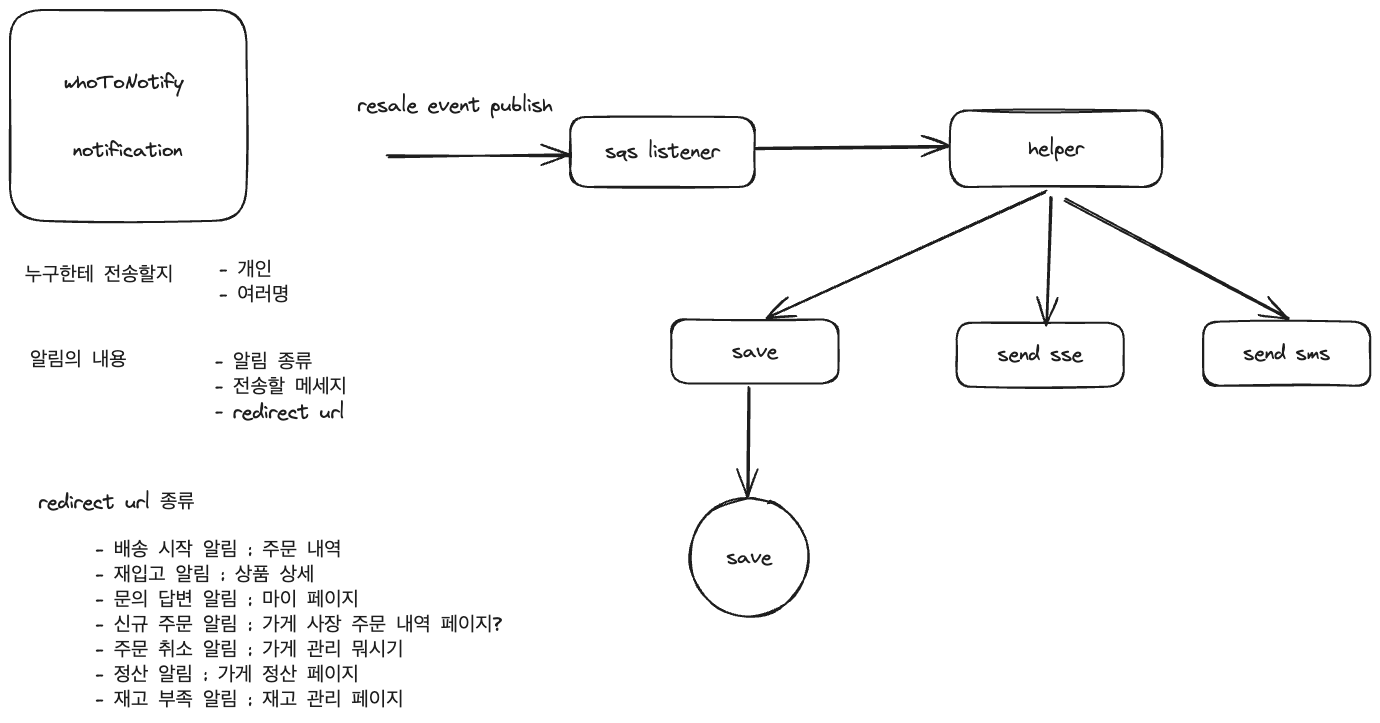 whoToNotify
notification
resale event publish
sqs listener
helper
누구한테 전송할지
- 개인
- 여러명
알림의 내용
- 알림 종류
- 전송할 메세지
- redirect url
save
send sse
send sms
save
redirect url 종류
- 배송 시작 알림 ; 주문 내역
- 재입고 알림 ; 상품 상세
- 문의 답변 알림 ; 마이 페이지
- 신규 주문 알림 ; 가게 사장 주문 내역 페이지?
- 주문 취소 알림 ; 가게 관리 뭐시기
- 정산 알림 ; 가게 정산 페이지
- 재고 부족 알림 ; 재고 관리 페이지